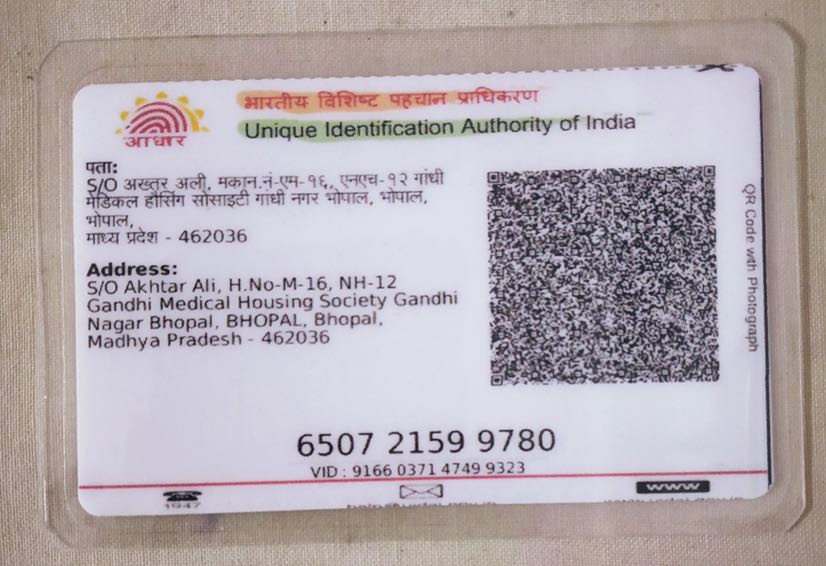 भारतीय विशिष्ट पहचान प्राधिकरण
Unique Identification Authority of India
आधार
पता:
S/O अख्तर अली, मकान.नं-एम-१६,, एनएच-१२ गांधी
मेडिकल हौसिंग सोसाइटी गांधी नगर भोपाल, भोपाल,
भोपाल,
माध्य प्रदेश - 462036
Address:
S/O Akhtar Ali, H.No-M-16, NH-12
Gandhi Medical Housing Society Gandhi
Nagar Bhopal, BHOPAL, Bhopal,
Madhya Pradesh - 462036
QR Code with Photograph
6507 2159 9780
VID : 9166 0371 4749 9323
1947
www